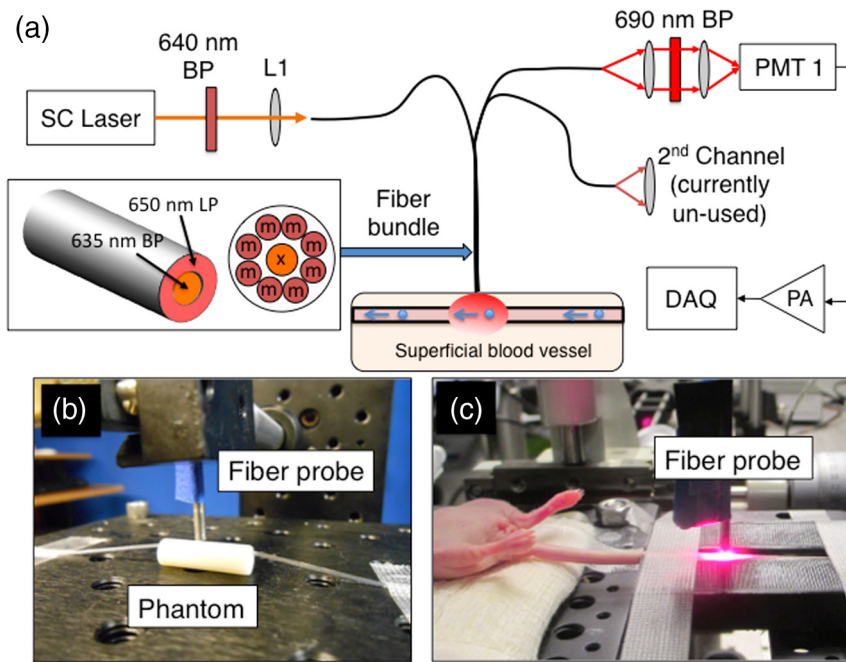 (a)
640 nm
BP
L1
SC Laser
690 nm BP
PMT 1
2nd Channel
(currently
un-used)
650 nm LP
635 nm BP
m
m
m
m
x
m
m
m
m
Fiber
bundle
DAQ
PA
Superficial blood vessel
(b)
Fiber probe
Phantom
(c)
Fiber probe